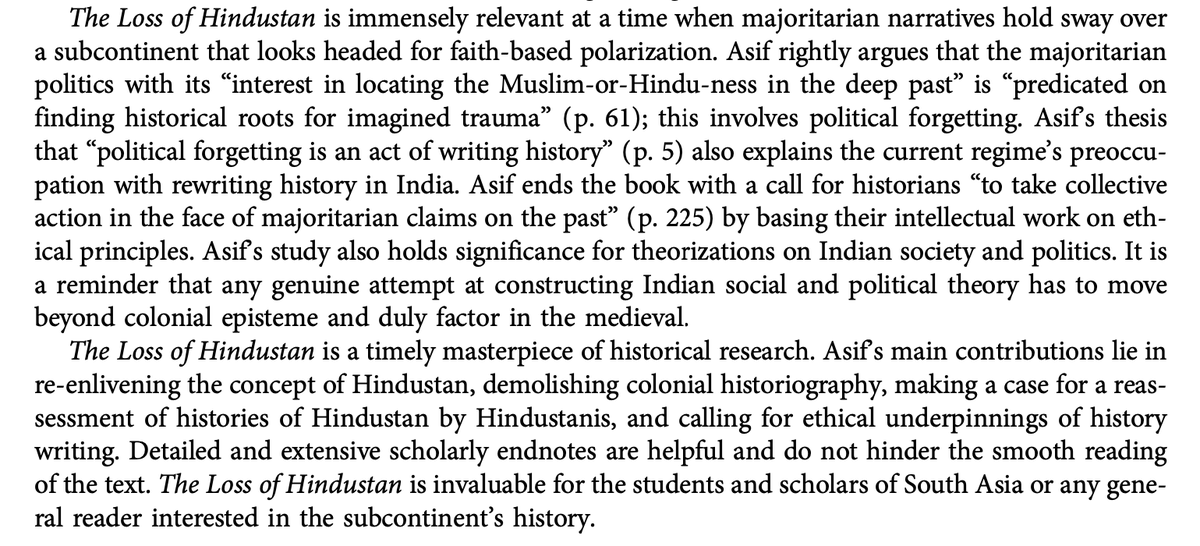 The Loss of Hindustan is immensely relevant at a time when majoritarian narratives hold sway over
a subcontinent that looks headed for faith-based polarization. Asif rightly argues that the majoritarian
politics with its “interest in locating the Muslim-or-Hindu-ness in the deep past” is “predicated on
finding historical roots for imagined trauma” (p. 61); this involves political forgetting. Asif’s thesis
that “political forgetting is an act of writing history” (p. 5) also explains the current regime’s preoccu-
pation with rewriting history in India. Asif ends the book with a call for historians “to take collective
action in the face of majoritarian claims on the past” (p. 225) by basing their intellectual work on eth-
ical principles. Asif’s study also holds significance for theorizations on Indian society and politics. It is
a reminder that any genuine attempt at constructing Indian social and political theory has to move
beyond colonial episteme and duly factor in the medieval.
The Loss of Hindustan is a timely masterpiece of historical research. Asif’s main contributions lie in
re-enlivening the concept of Hindustan, demolishing colonial historiography, making a case for a reas-
sessment of histories of Hindustan by Hindustanis, and calling for ethical underpinnings of history
writing. Detailed and extensive scholarly endnotes are helpful and do not hinder the smooth reading
of the text. The Loss of Hindustan is invaluable for the students and scholars of South Asia or any gene-
ral reader interested in the subcontinent’s history.